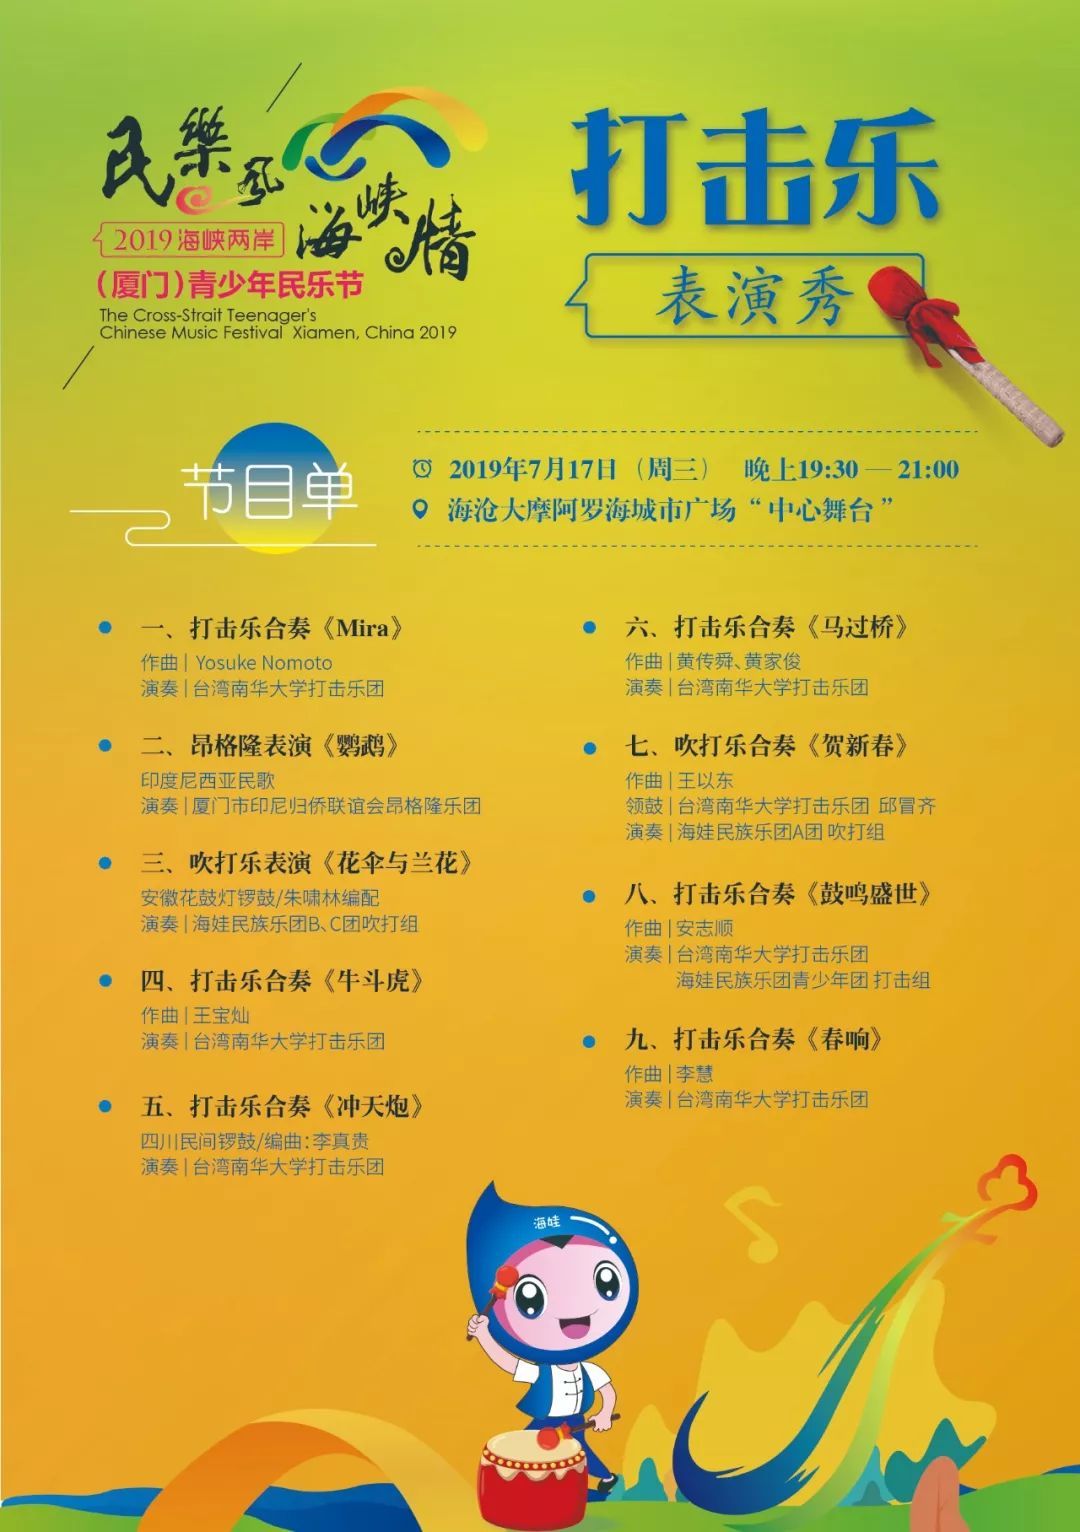 民樂風
海峡情
2019海峡两岸
(厦门)青少年民乐节
The Cross-Strait Teenager's
Chinese Music Festival Xiamen, China 2019
打击乐
表演秀
节目单
2019年7月17日（周三） 晚上19:30 — 21:00
海沧大摩阿罗海城市广场“中心舞台”
一、打击乐合奏《Mira》
作曲| Yosuke Nomoto
演奏|台湾南华大学打击乐团
二、昂格隆表演《鹦鹉》
印度尼西亚民歌
演奏|厦门市印尼归侨联谊会昂格隆乐团
三、吹打乐表演《花伞与兰花》
安徽花鼓灯锣鼓/朱啸林编配
演奏|海娃民族乐团B、C团吹打组
四、打击乐合奏《牛斗虎》
作曲|王宝灿
演奏|台湾南华大学打击乐团
五、打击乐合奏《冲天炮》
四川民间锣鼓/编曲：李真贵
演奏|台湾南华大学打击乐团
六、打击乐合奏《马过桥》
作曲|黄传舜、黄家俊
演奏|台湾南华大学打击乐团
七、吹打乐合奏《贺新春》
作曲|王以东
领鼓|台湾南华大学打击乐团 邱冒齐
演奏|海娃民族乐团A团 吹打组
八、打击乐合奏《鼓鸣盛世》
作曲|安志顺
演奏|台湾南华大学打击乐团
海娃民族乐团青少年团 打击组
九、打击乐合奏《春响》
作曲|李慧
演奏|台湾南华大学打击乐团
海娃